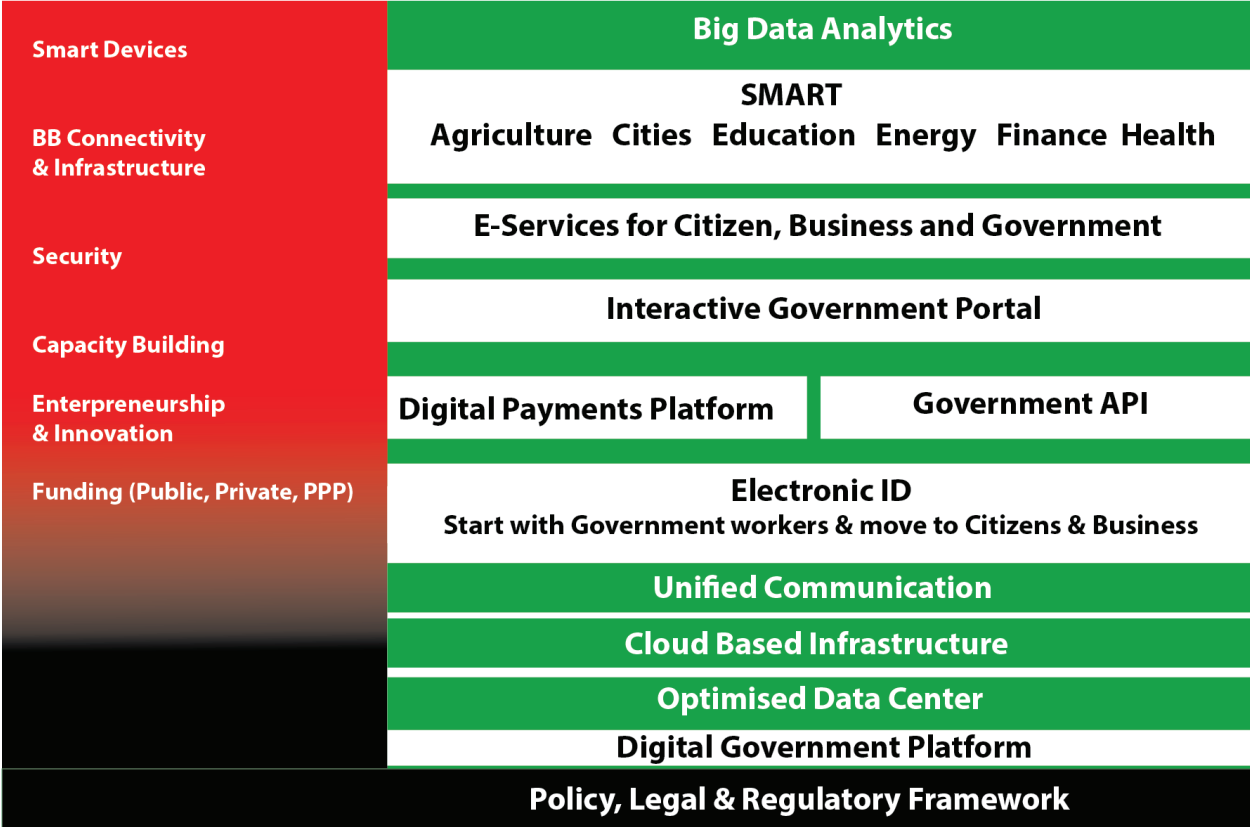 Smart Devices
BB Connectivity
& Infrastructure
Security
Capacity Building
Enterpreneurship
& Innovation
Funding (Public, Private, PPP)
Big Data Analytics
SMART
Agriculture Cities Education Energy Finance Health
E-Services for Citizen, Business and Government
Interactive Government Portal
Digital Payments Platform
Government API
Electronic ID
Start with Government workers & move to Citizens & Business
Unified Communication
Cloud Based Infrastructure
Optimised Data Center
Digital Government Platform
Policy, Legal & Regulatory Framework